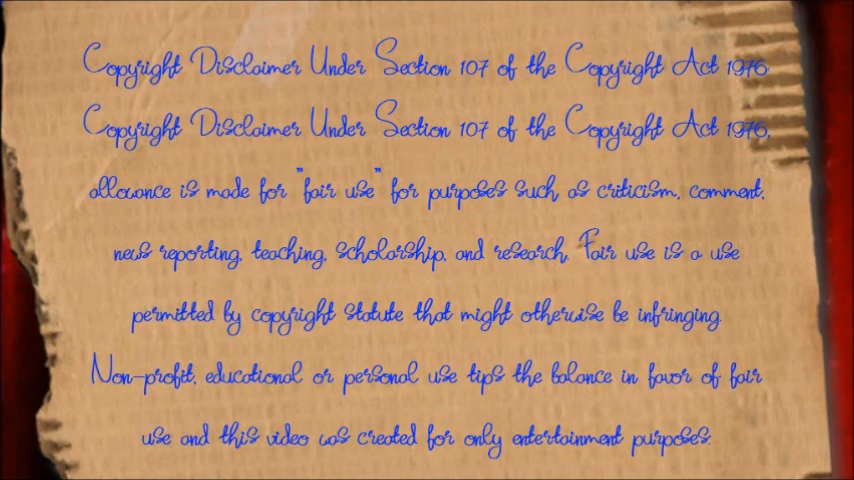 Copyright Disclaimer Under Section 107 of the Copyright Act 1976
Copyright Disclaimer Under Section 107 of the Copyright Act 1976,
allowance is made for "fair use" for purposes such as criticism, comment,
news reporting, teaching, scholarship, and research. Fair use is a use
permitted by copyright statute that might otherwise be infringing.
Non-profit, educational or personal use tips the balance in favor of fair
use and this video was created for only entertainment purposes.